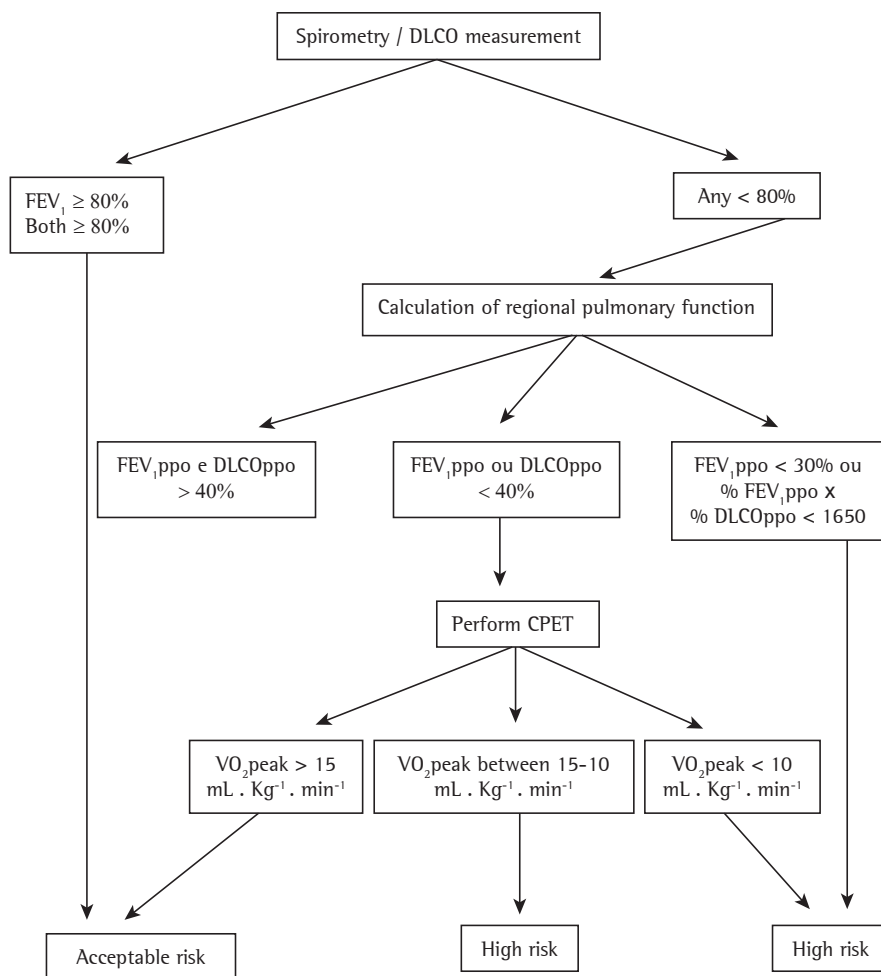 Spirometry / DLCO measurement
FEV₁ ≥ 80%
Both ≥ 80%
Any < 80%
Calculation of regional pulmonary function
FEV₁ppo e DLCOppo
> 40%
FEV₁ppo ou DLCOppo
< 40%
FEV₁ppo < 30% ou
% FEV₁ppo x
% DLCOppo < 1650
Perform CPET
VO₂peak > 15
mL . Kg⁻¹ . min⁻¹
VO₂peak between 15-10
mL . Kg⁻¹ . min⁻¹
VO₂peak < 10
mL . Kg⁻¹ . min⁻¹
Acceptable risk
High risk
High risk